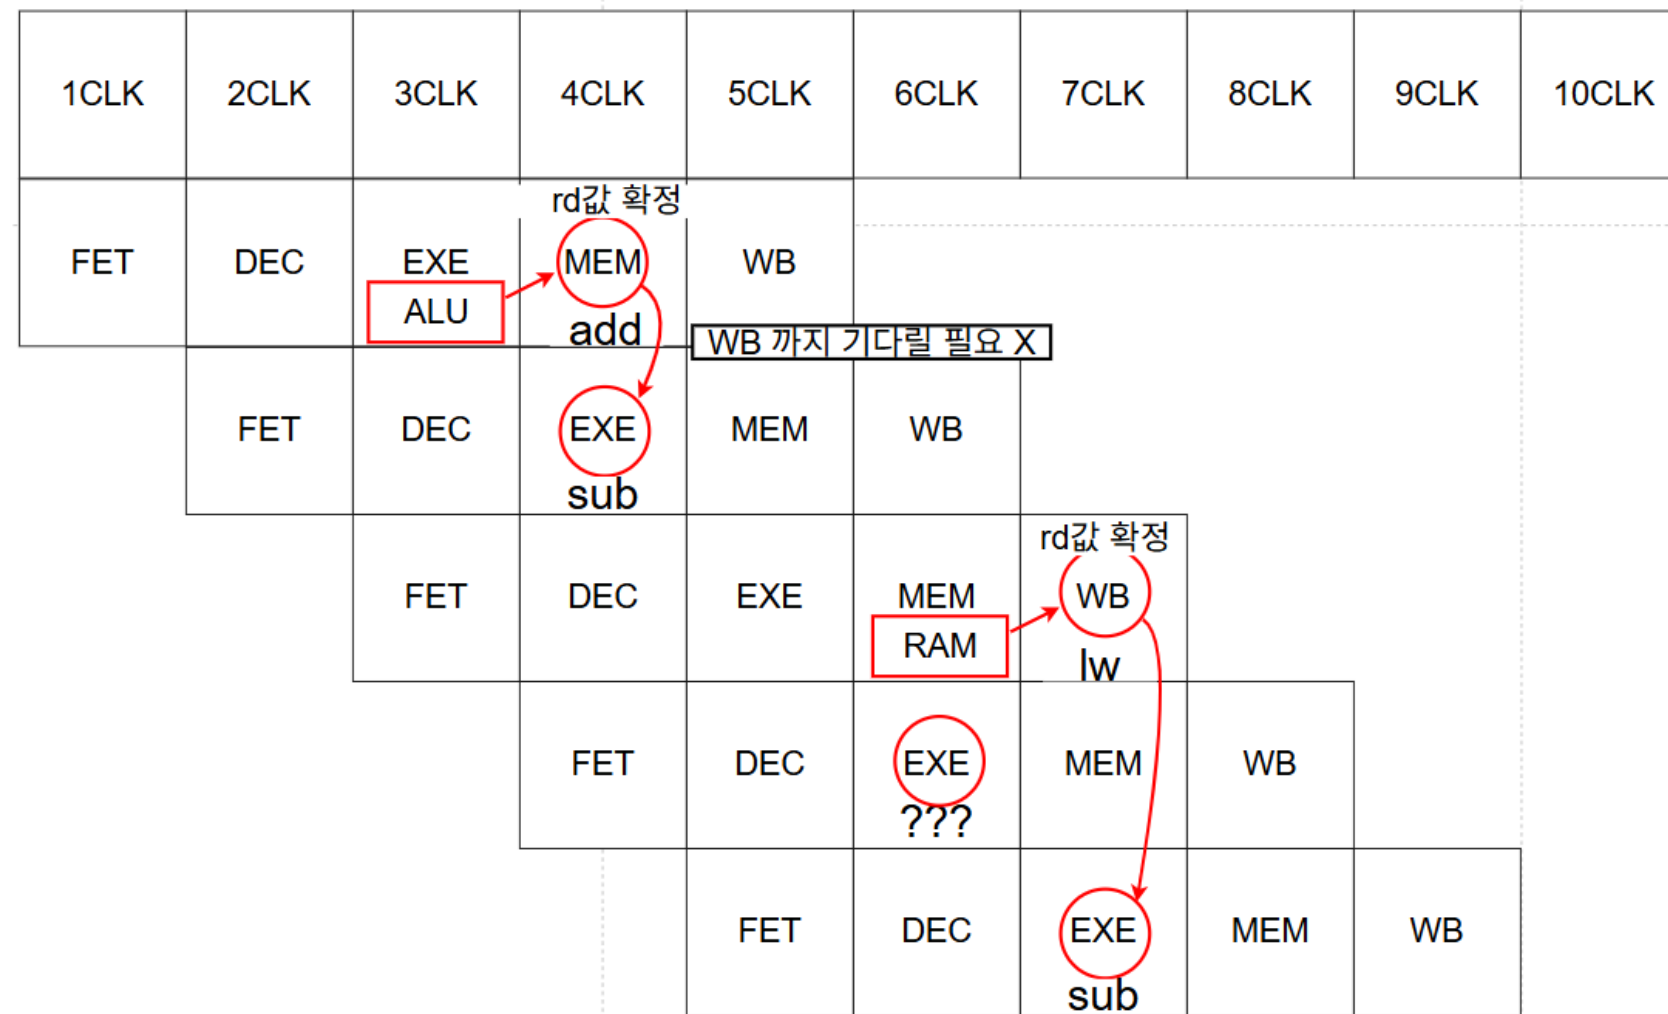 1CLK 2CLK 3CLK 4CLK 5CLK 6CLK 7CLK 8CLK 9CLK 10CLK
rd값 확정
FET DEC EXE MEM WB
ALU
add
WB 까지 기다릴 필요 X
FET DEC EXE MEM WB
sub
rd값 확정
FET DEC EXE MEM WB
RAM
lw
FET DEC EXE MEM WB
???
FET DEC EXE MEM WB
sub